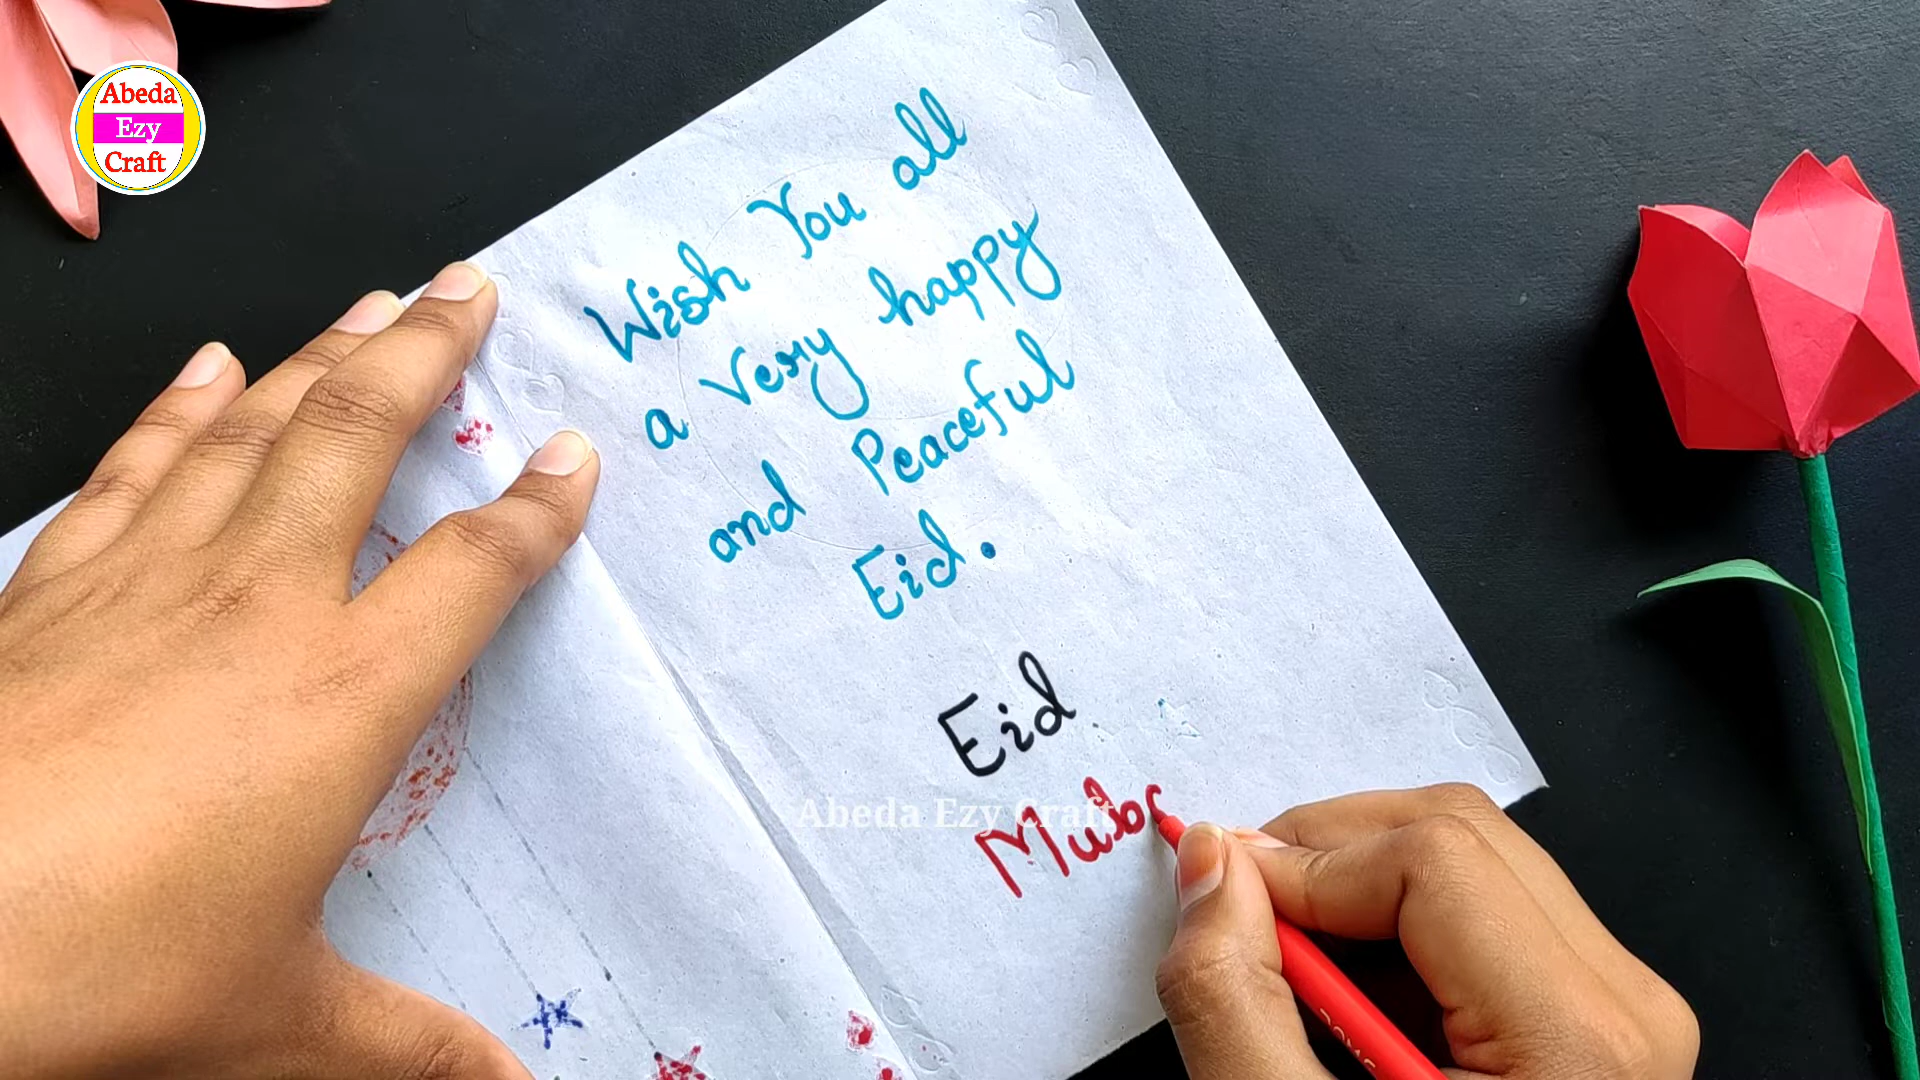 Abeda
Ezy
Craft
Wish You all
a Very happy
and Peaceful
Eid.
Eid
Abeda Ezy Craft